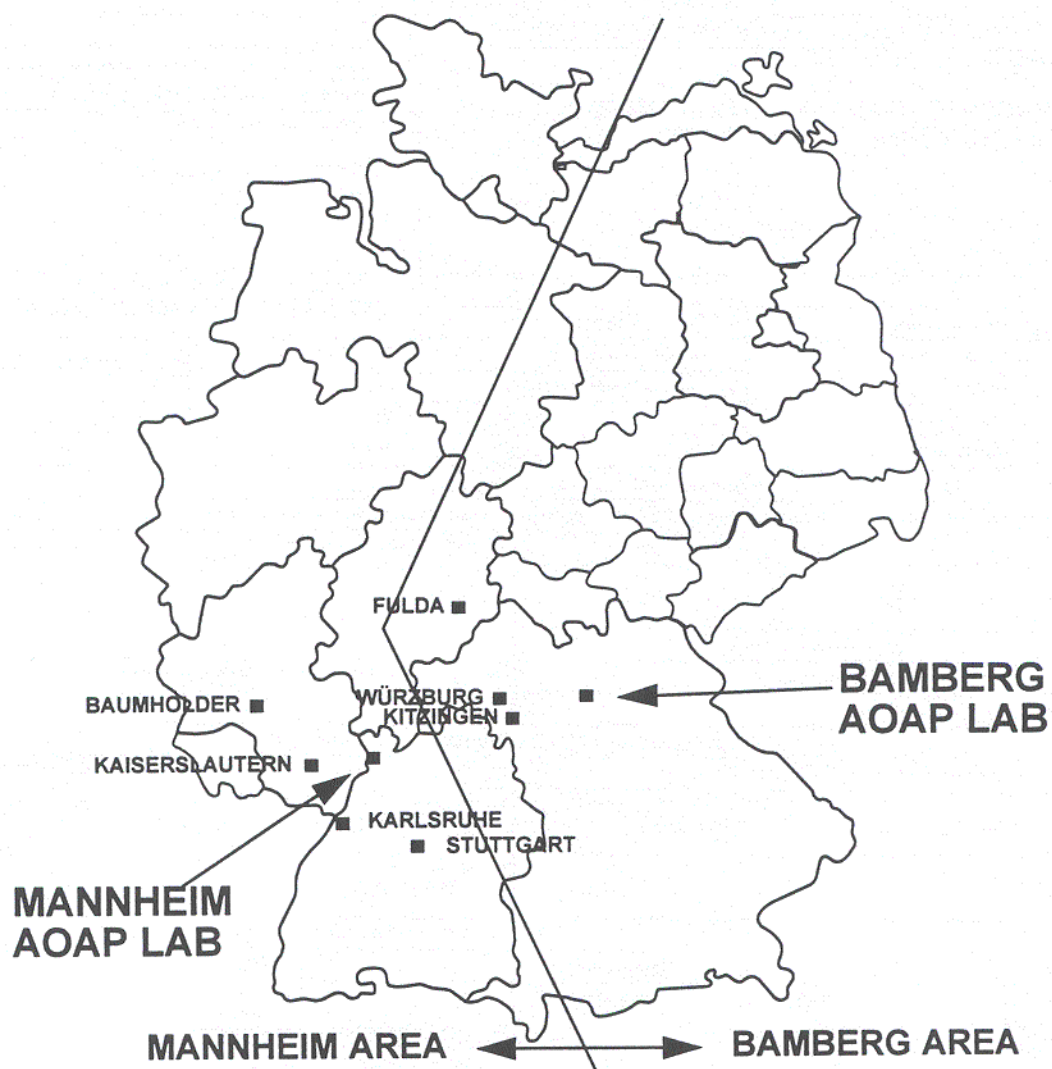 FULDA
BAUMHOLDER
WÜRZBURG
KITZINGEN
BAMBERG
AOAP LAB
KAISERSLAUTERN
KARLSRUHE
STUTTGART
MANNHEIM
AOAP LAB
MANNHEIM AREA
BAMBERG AREA